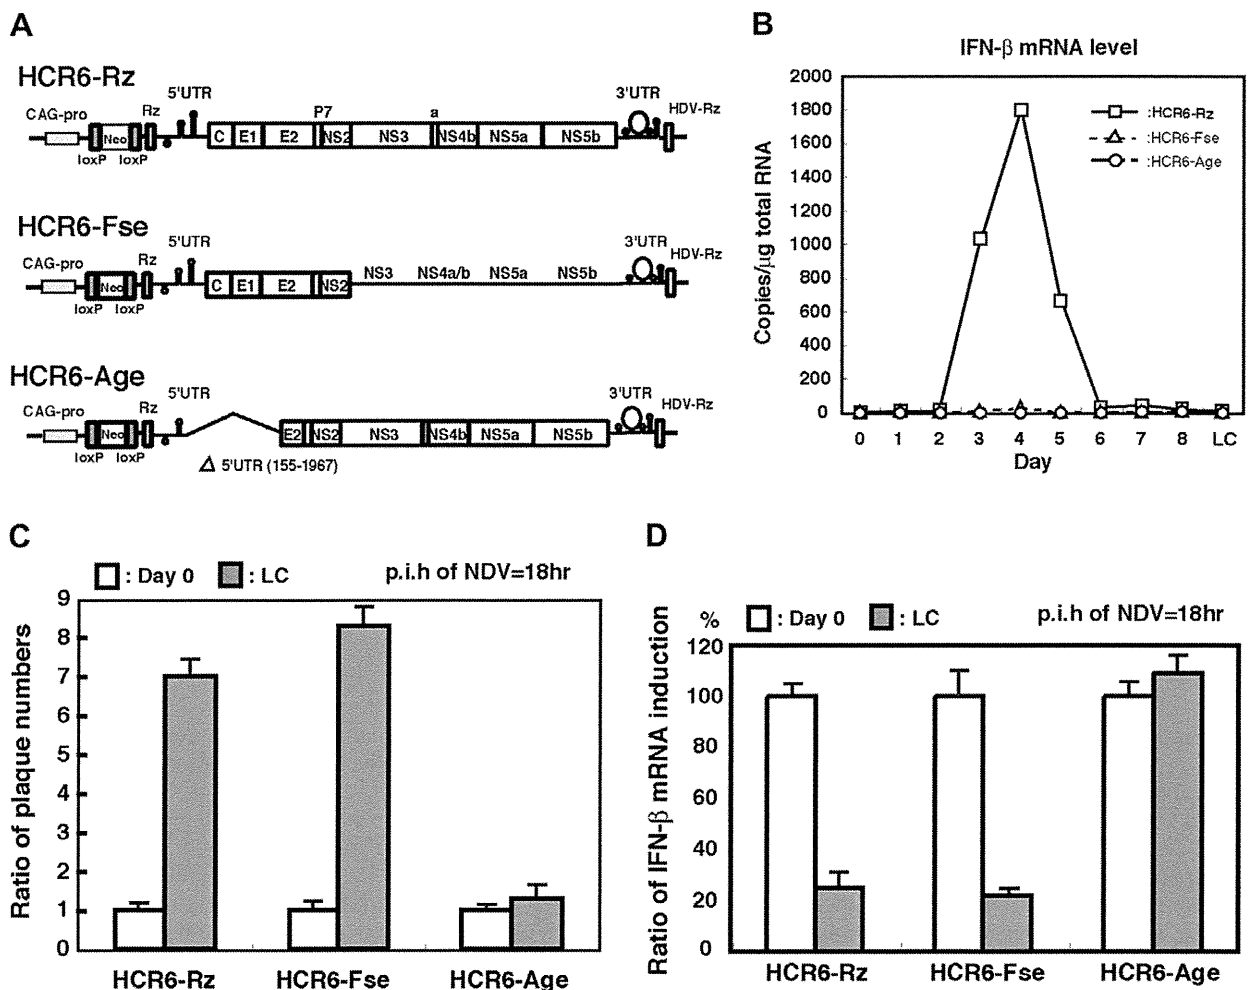 A
HCR6-Rz
CAG-pro
Neo
loxP loxP
Rz
5'UTR
C E1 E2 P7 NS2 NS3 a NS4b NS5a NS5b
3'UTR
HDV-Rz
HCR6-Fse
CAG-pro
Neo
loxP loxP
Rz
5'UTR
C E1 E2 NS2 NS3 NS4a/b NS5a NS5b
3'UTR
HDV-Rz
HCR6-Age
CAG-pro
Neo
loxP loxP
Rz
5'UTR
Δ 5'UTR (155-1967)
E2 NS2 NS3 NS4b NS5a NS5b
3'UTR
HDV-Rz
B
IFN-β mRNA level
Copies/μg total RNA
2000
1800
1600
1400
1200
1000
800
600
400
200
0
:HCR6-Rz
:HCR6-Fse
:HCR6-Age
0 1 2 3 4 5 6 7 8 LC
Day
C
: Day 0 : LC p.i.h of NDV=18hr
Ratio of plaque numbers
9
8
7
6
5
4
3
2
1
0
HCR6-Rz HCR6-Fse HCR6-Age
D
% : Day 0 : LC p.i.h of NDV=18hr
Ratio of IFN-β mRNA induction
120
100
80
60
40
20
0
HCR6-Rz HCR6-Fse HCR6-Age